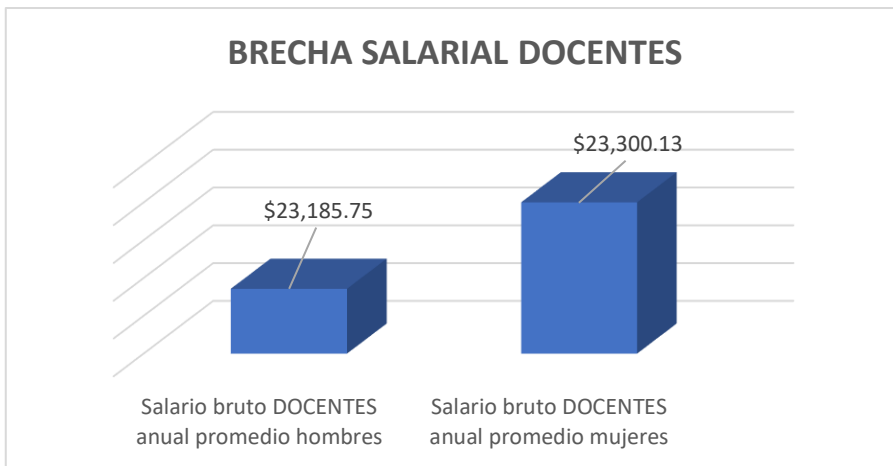 BRECHA SALARIAL DOCENTES
$23,300.13
$23,185.75
Salario bruto DOCENTES
anual promedio hombres
Salario bruto DOCENTES
anual promedio mujeres